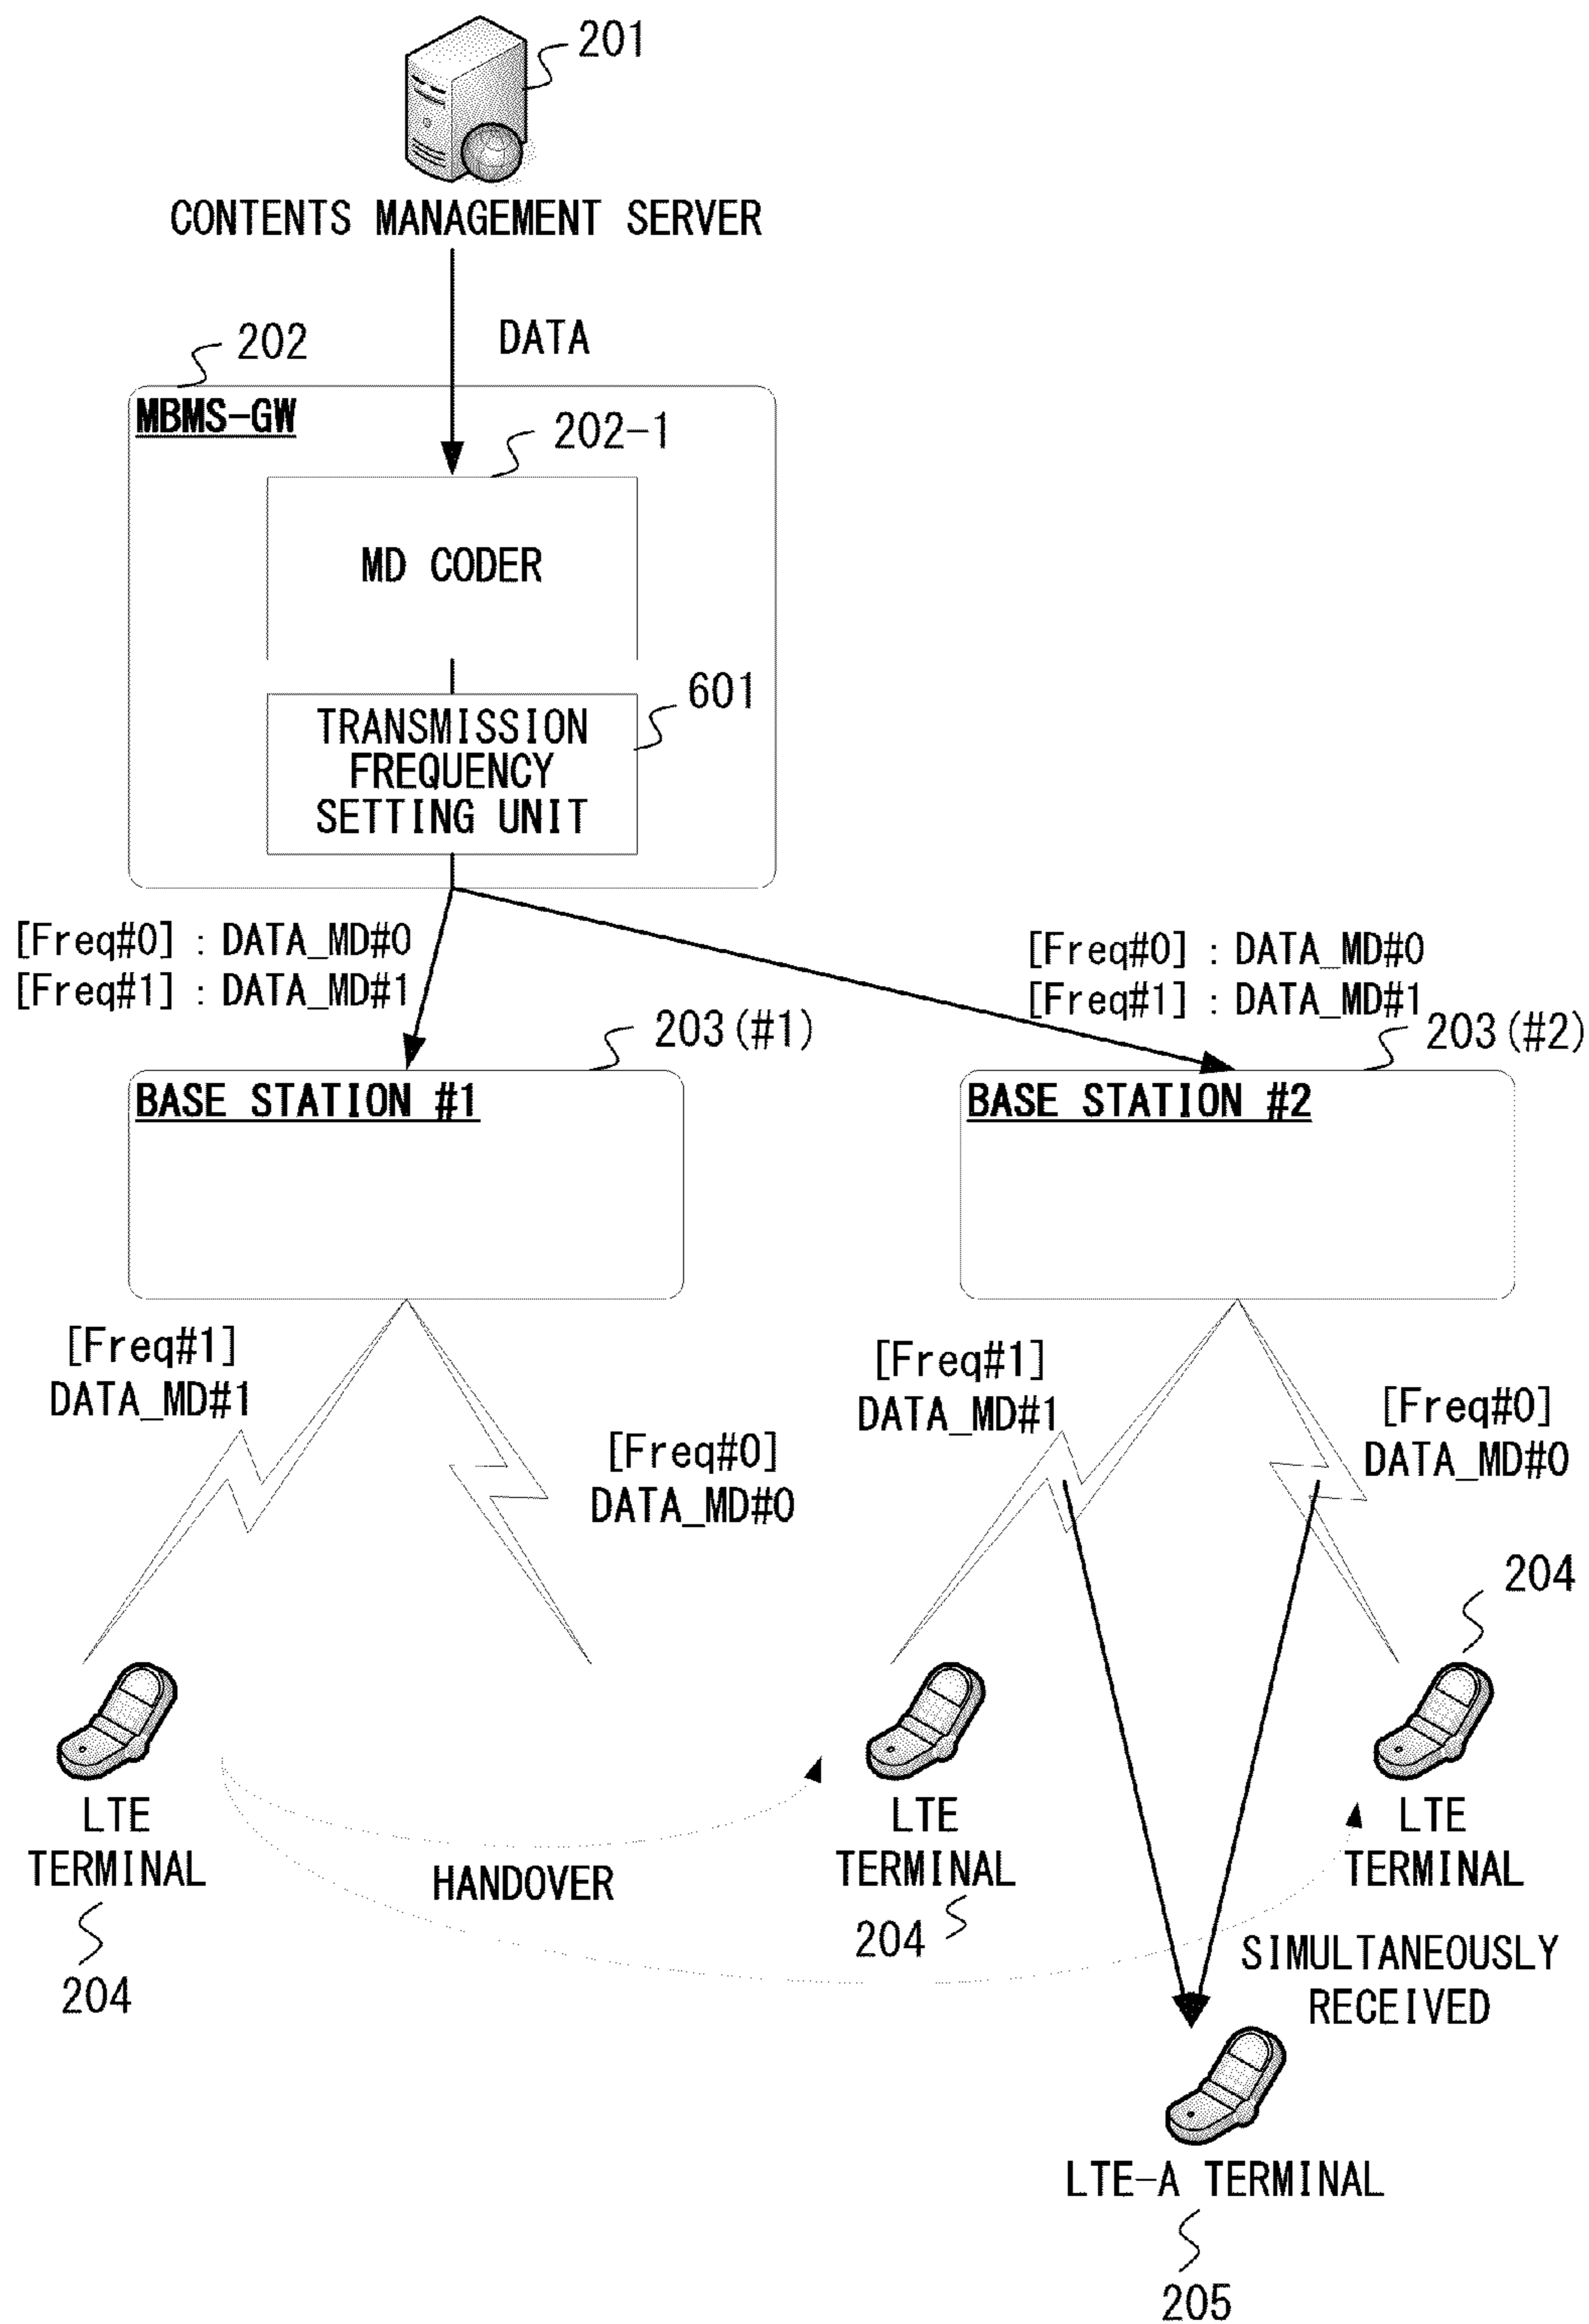 201
CONTENTS MANAGEMENT SERVER
202
DATA
MBMS-GW
202-1
MD CODER
601
TRANSMISSION
FREQUENCY
SETTING UNIT
[Freq#0] : DATA_MD#0
[Freq#1] : DATA_MD#1
[Freq#0] : DATA_MD#0
[Freq#1] : DATA_MD#1
203(#1)
203(#2)
BASE STATION #1
BASE STATION #2
[Freq#1]
DATA_MD#1
[Freq#0]
DATA_MD#0
[Freq#1]
DATA_MD#1
[Freq#0]
DATA_MD#0
204
LTE
TERMINAL
204
HANDOVER
LTE
TERMINAL
204
LTE
TERMINAL
SIMULTANEOUSLY
RECEIVED
LTE-A TERMINAL
205